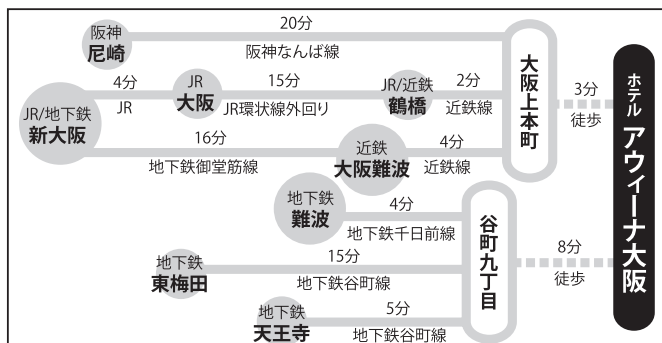 阪神
尼崎
20分
阪神なんば線
JR/地下鉄
新大阪
4分
JR
JR
大阪
15分
JR環状線外回り
JR/近鉄
鶴橋
2分
近鉄線
16分
地下鉄御堂筋線
近鉄
大阪難波
4分
近鉄線
大阪上本町
3分
徒歩
地下鉄
難波
4分
地下鉄千日前線
地下鉄
東梅田
15分
地下鉄谷町線
地下鉄
天王寺
5分
地下鉄谷町線
谷町九丁目
8分
徒歩
ホテル アウィーナ大阪